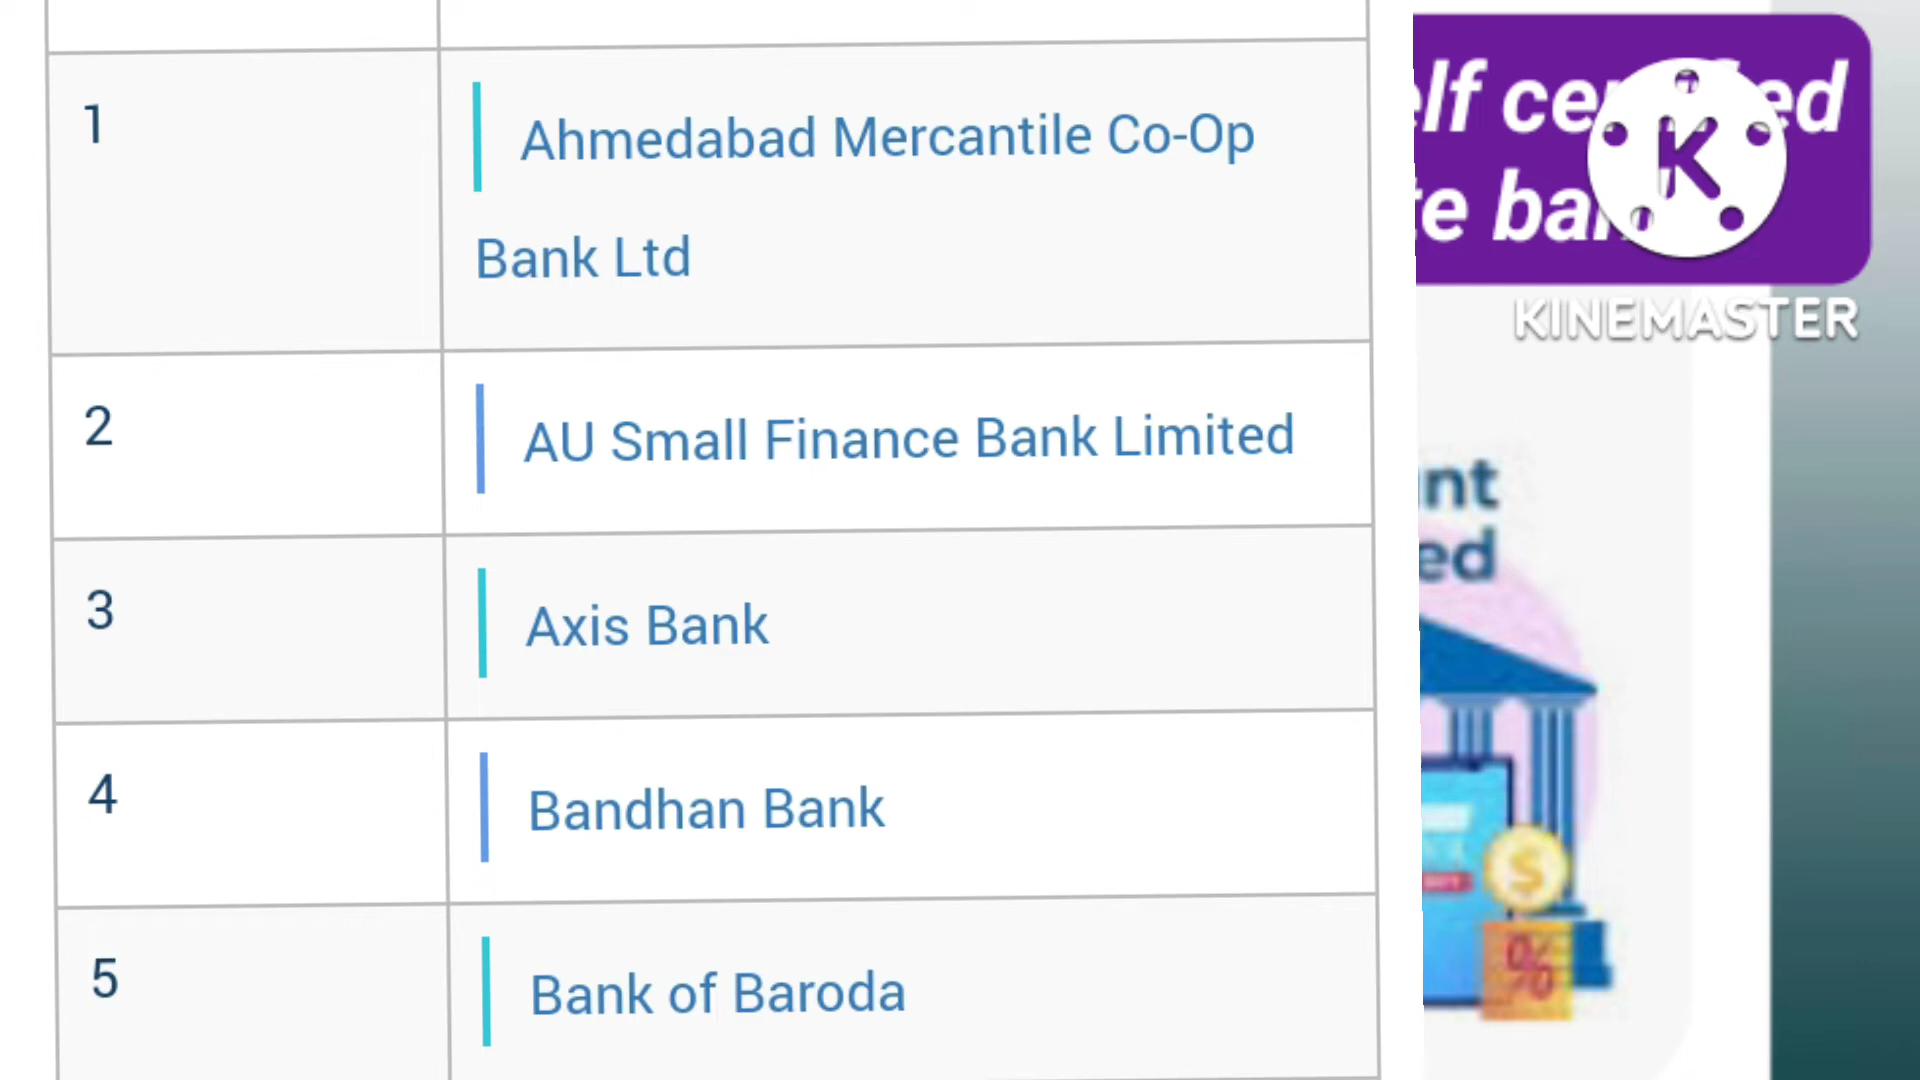 1
Ahmedabad Mercantile Co-Op
Bank Ltd
2
AU Small Finance Bank Limited
3
Axis Bank
4
Bandhan Bank
5
Bank of Baroda
KINEMASTER
K
$
%